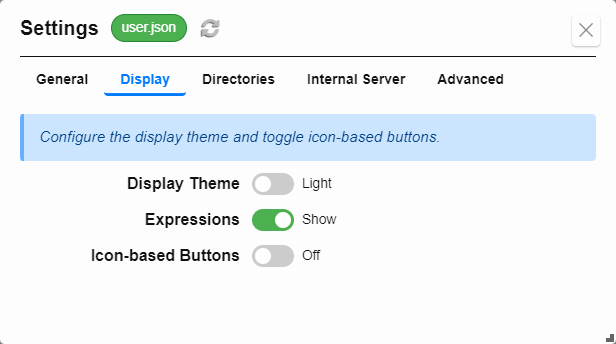 Settings user.json
General Display Directories Internal Server Advanced
Configure the display theme and toggle icon-based buttons.
Display Theme Light
Expressions Show
Icon-based Buttons Off